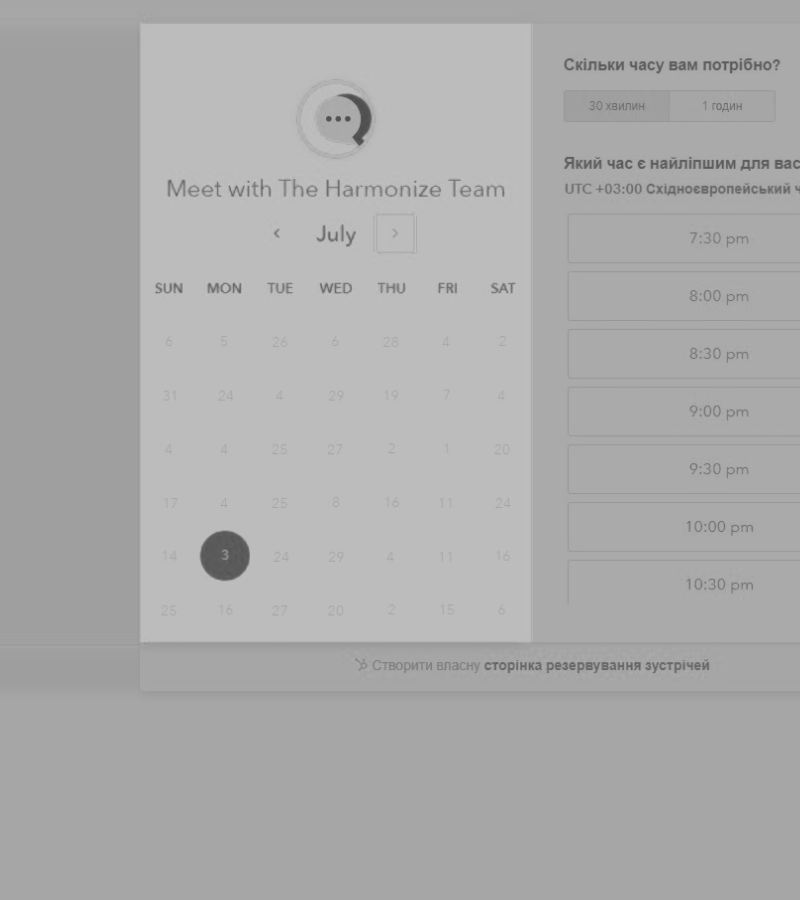 Meet with The Harmonize Team
July
SUN MON TUE WED THU FRI SAT
6 5 26 6 28 4 2
31 24 4 29 19 7 4
4 4 25 27 2 1 20
17 4 25 8 16 11 24
14 3 24 29 4 11 16
25 16 27 20 2 15 6
Скільки часу вам потрібно?
30 хвилин 1 годин
Який час є найліпшим для вас
UTC +03:00 Східноєвропейський ч
7:30 pm
8:00 pm
8:30 pm
9:00 pm
9:30 pm
10:00 pm
10:30 pm
Створити власну сторінка резервування зустрічей